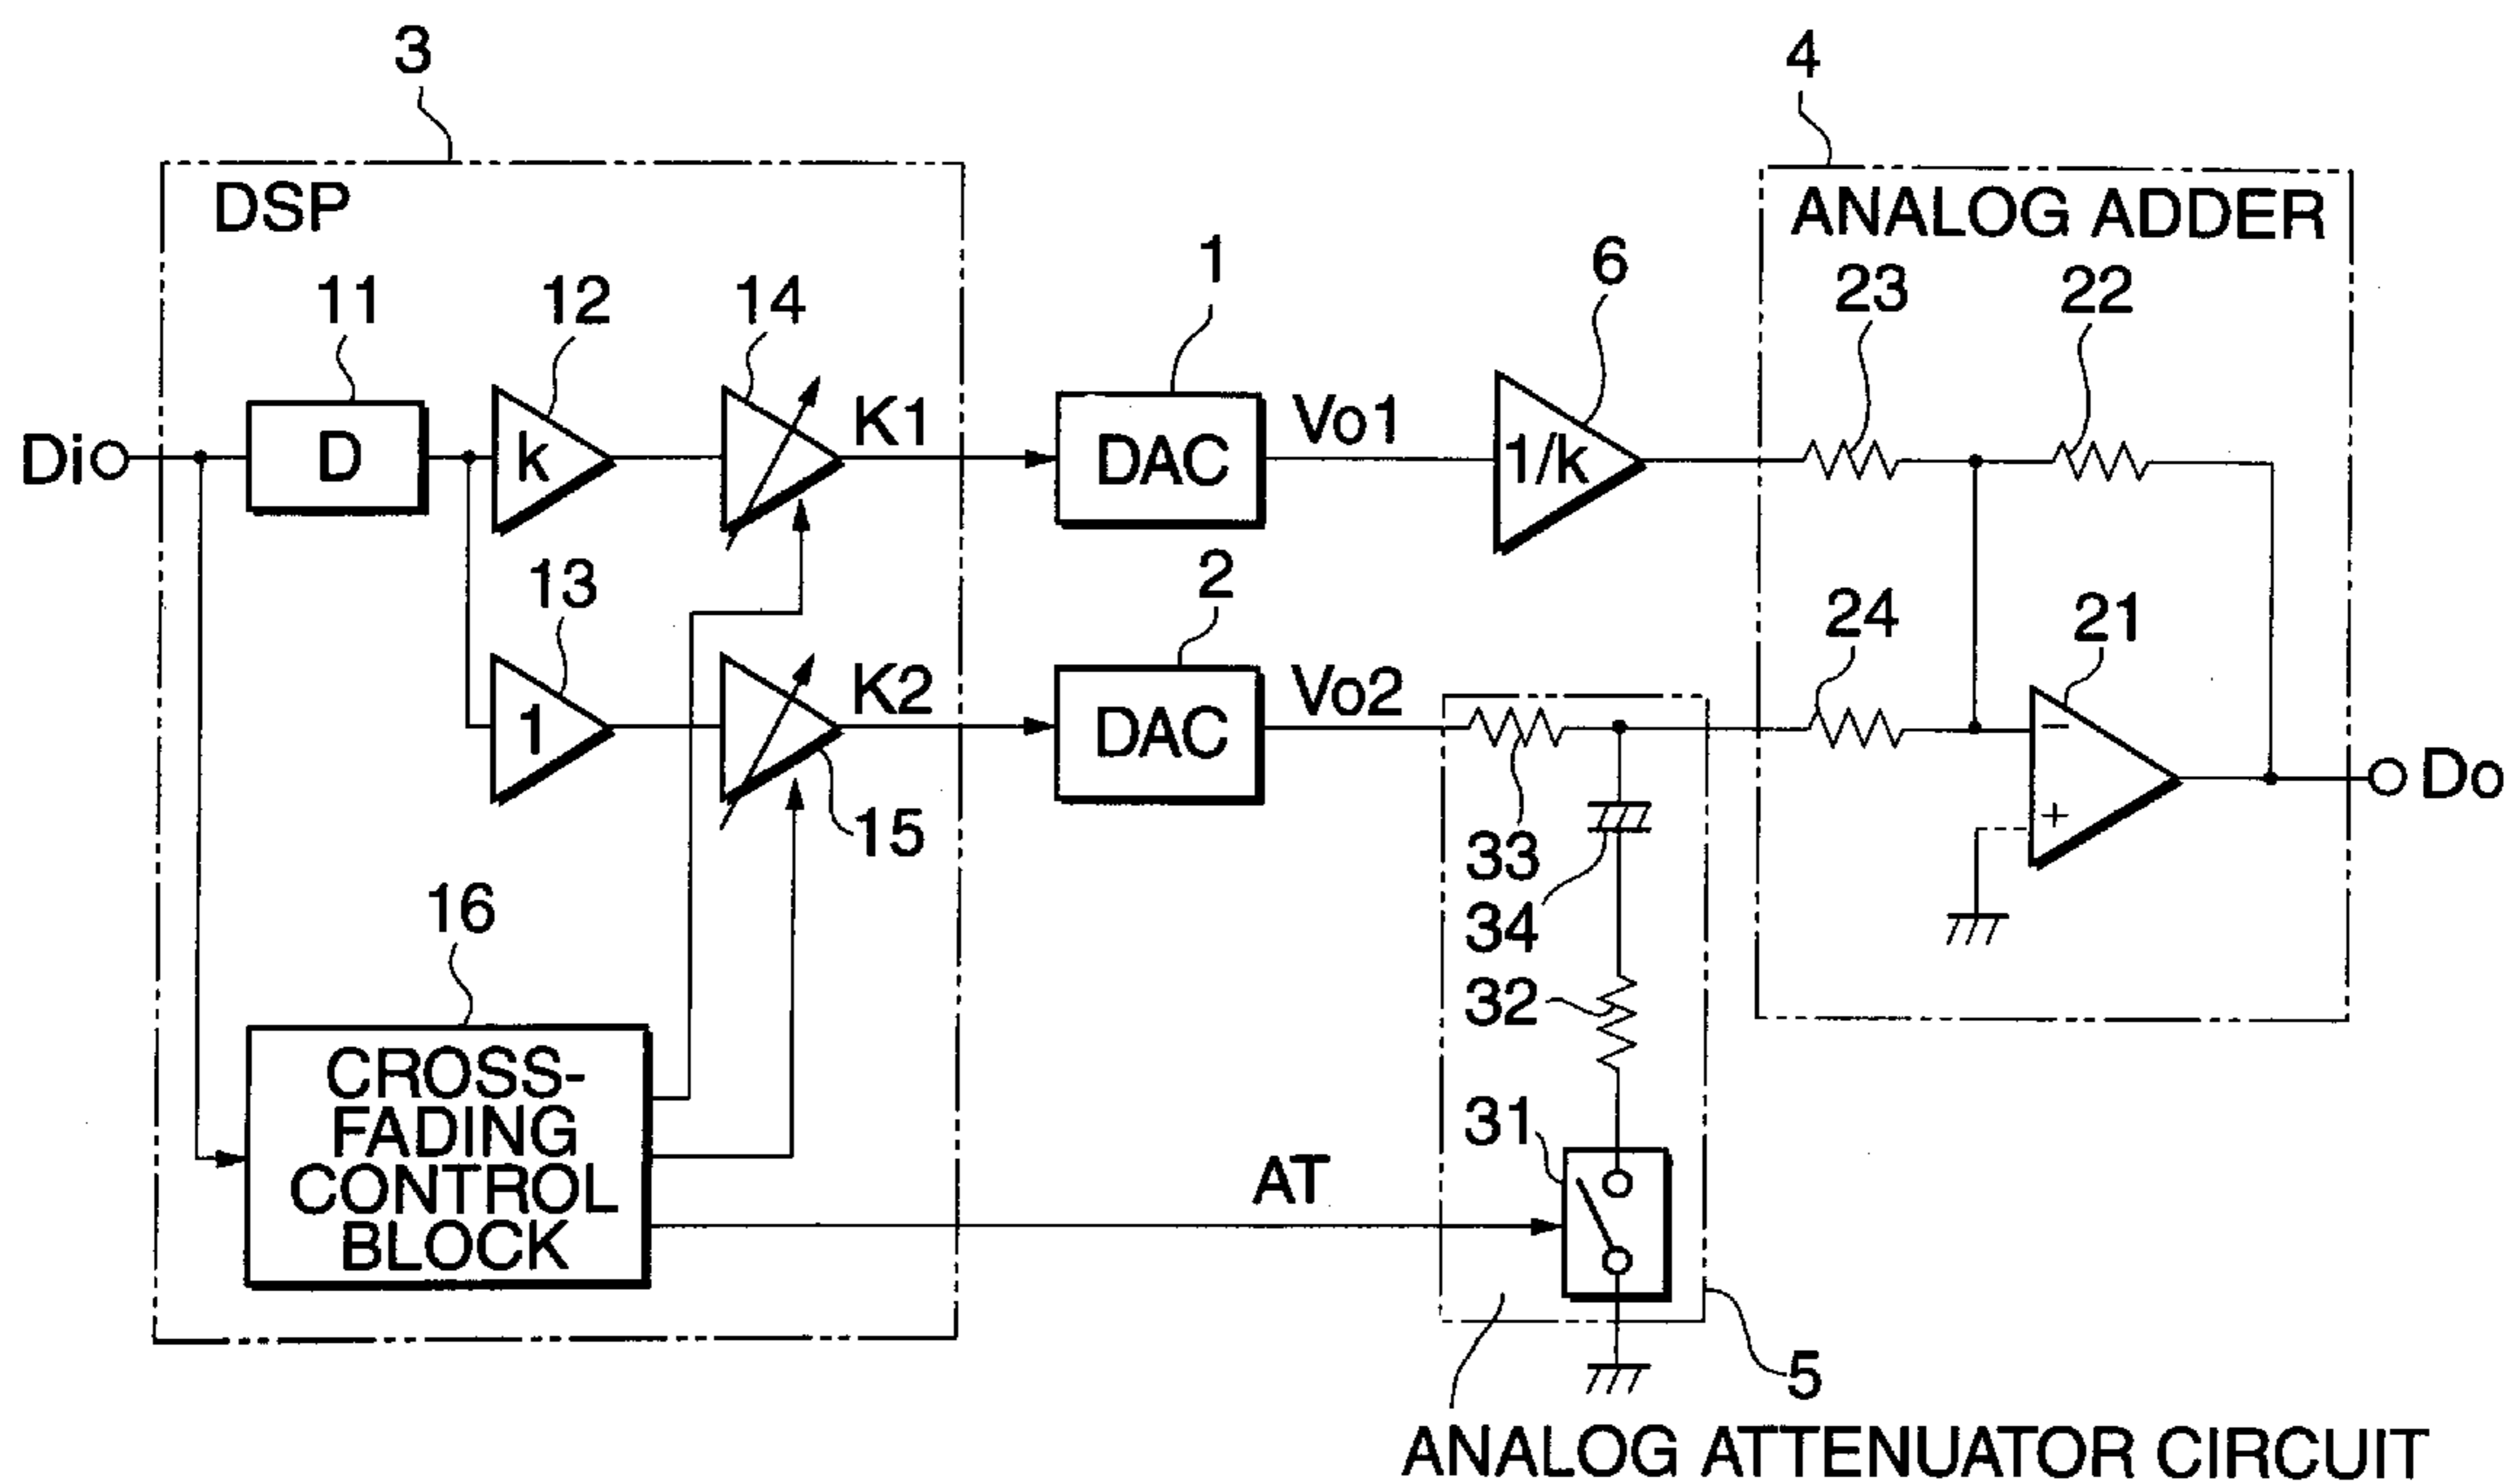 3
4
DSP
ANALOG ADDER
1
6
23
22
11
12
14
K1
Vo1
Di
D
k
DAC
1/k
13
2
24
21
K2
Vo2
1
DAC
−
Do
+
15
33
16
34
32
CROSS-
FADING
CONTROL
BLOCK
31
AT
5
ANALOG ATTENUATOR CIRCUIT